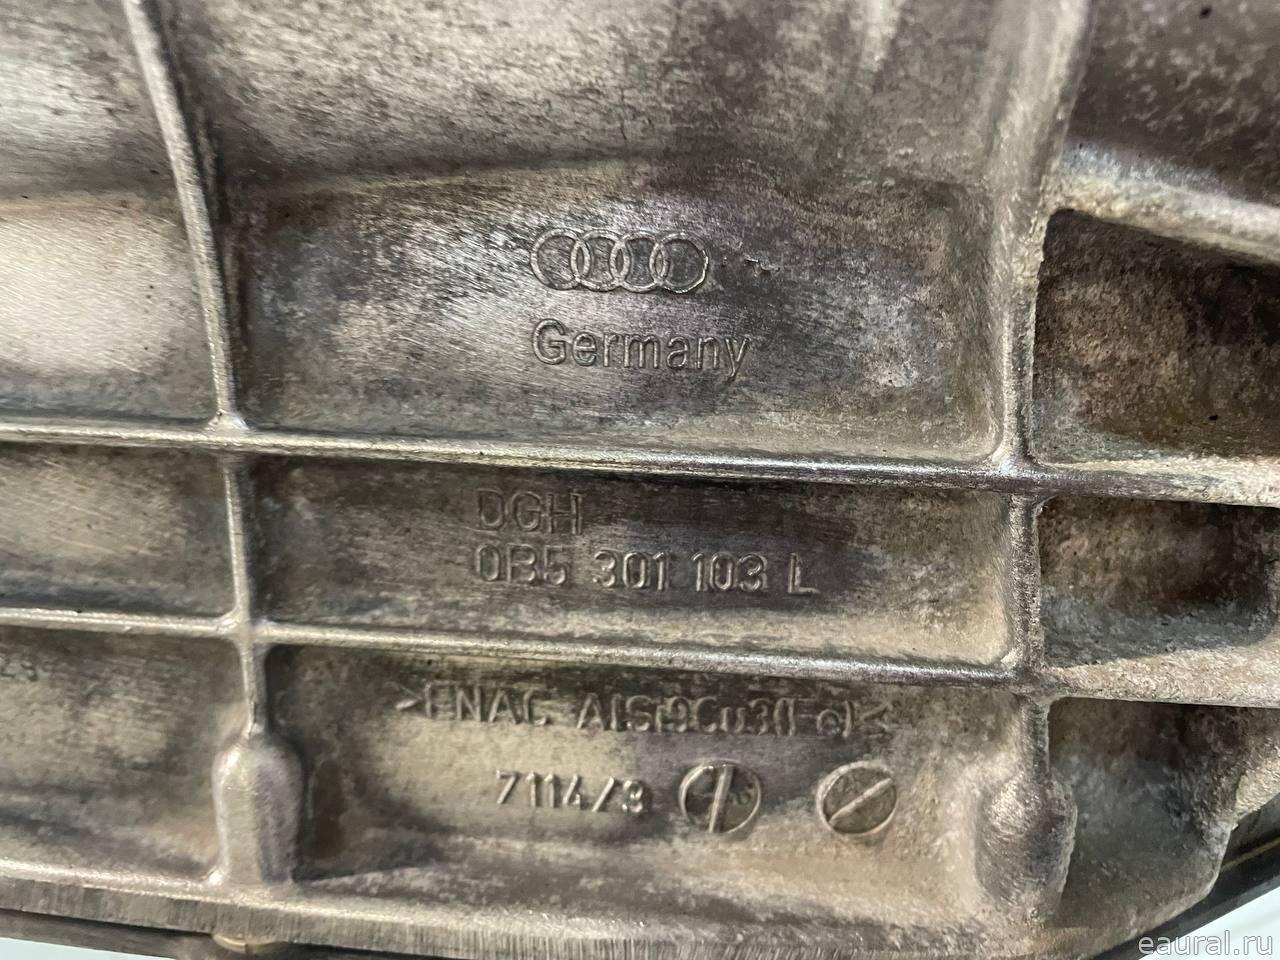 Germany
DGH
0B5 301 103 L
>ENAC AlSi9Cu3(Fe)<
7114/3
eaural.ru